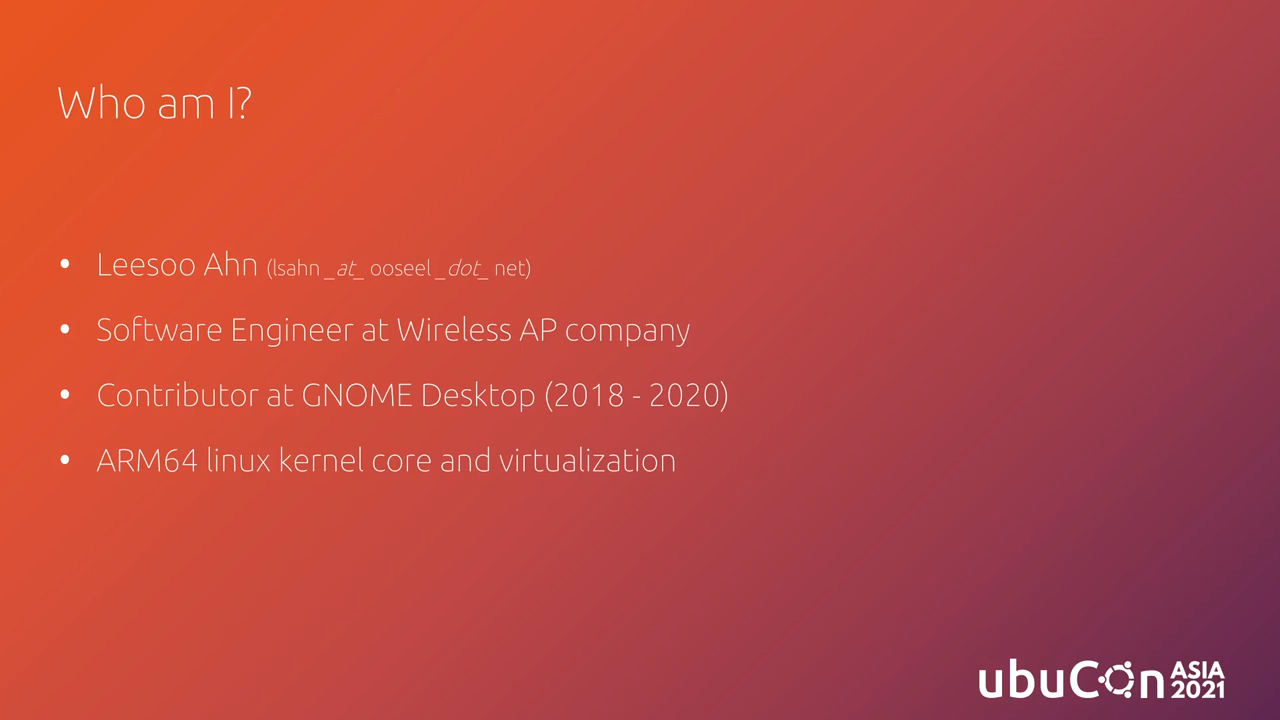 Who am I?
• Leesoo Ahn (lsahn _at_ ooseel _dot_ net)
• Software Engineer at Wireless AP company
• Contributor at GNOME Desktop (2018 - 2020)
• ARM64 linux kernel core and virtualization
ubuCon ASIA 2021